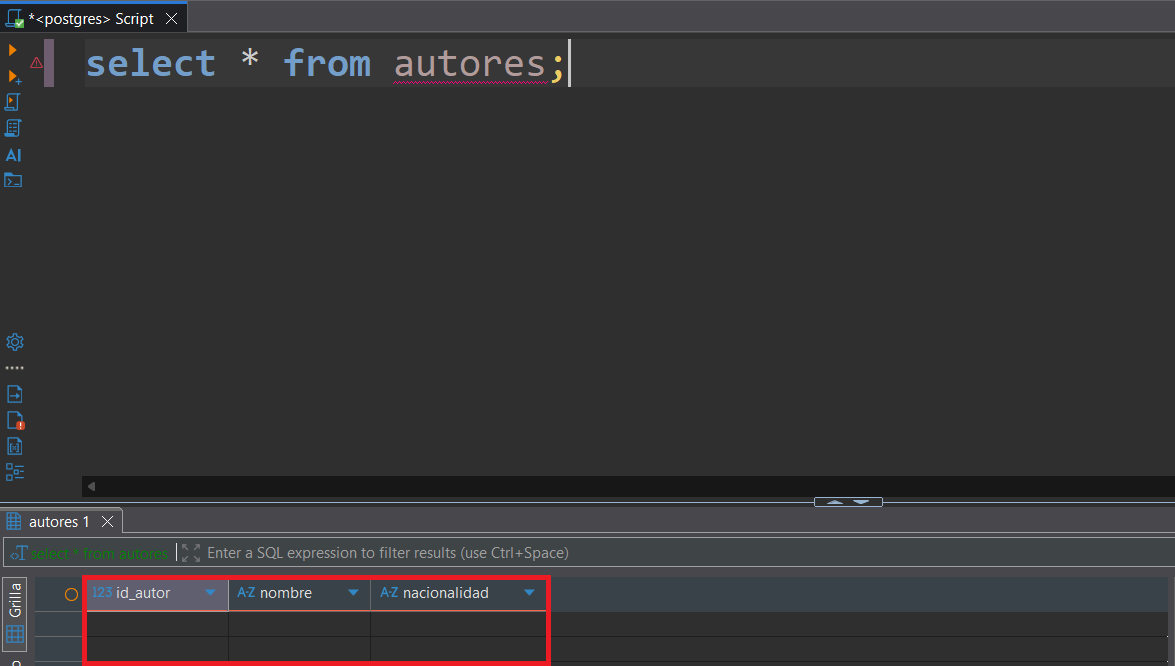 *<postgres> Script
select * from autores;
AI
autores 1
select * from autores
Enter a SQL expression to filter results (use Ctrl+Space)
Grilla
123 id_autor
A-Z nombre
A-Z nacionalidad